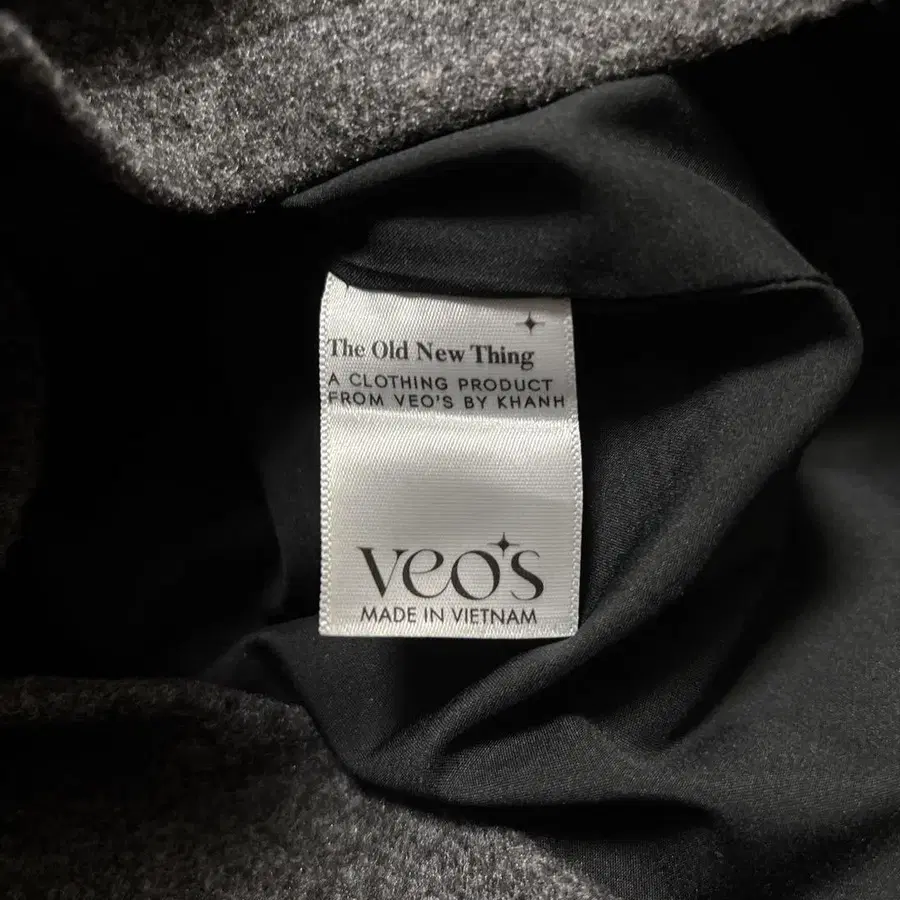 The Old New Thing
A CLOTHING PRODUCT
FROM VEO'S BY KHANH
veo's
MADE IN VIETNAM